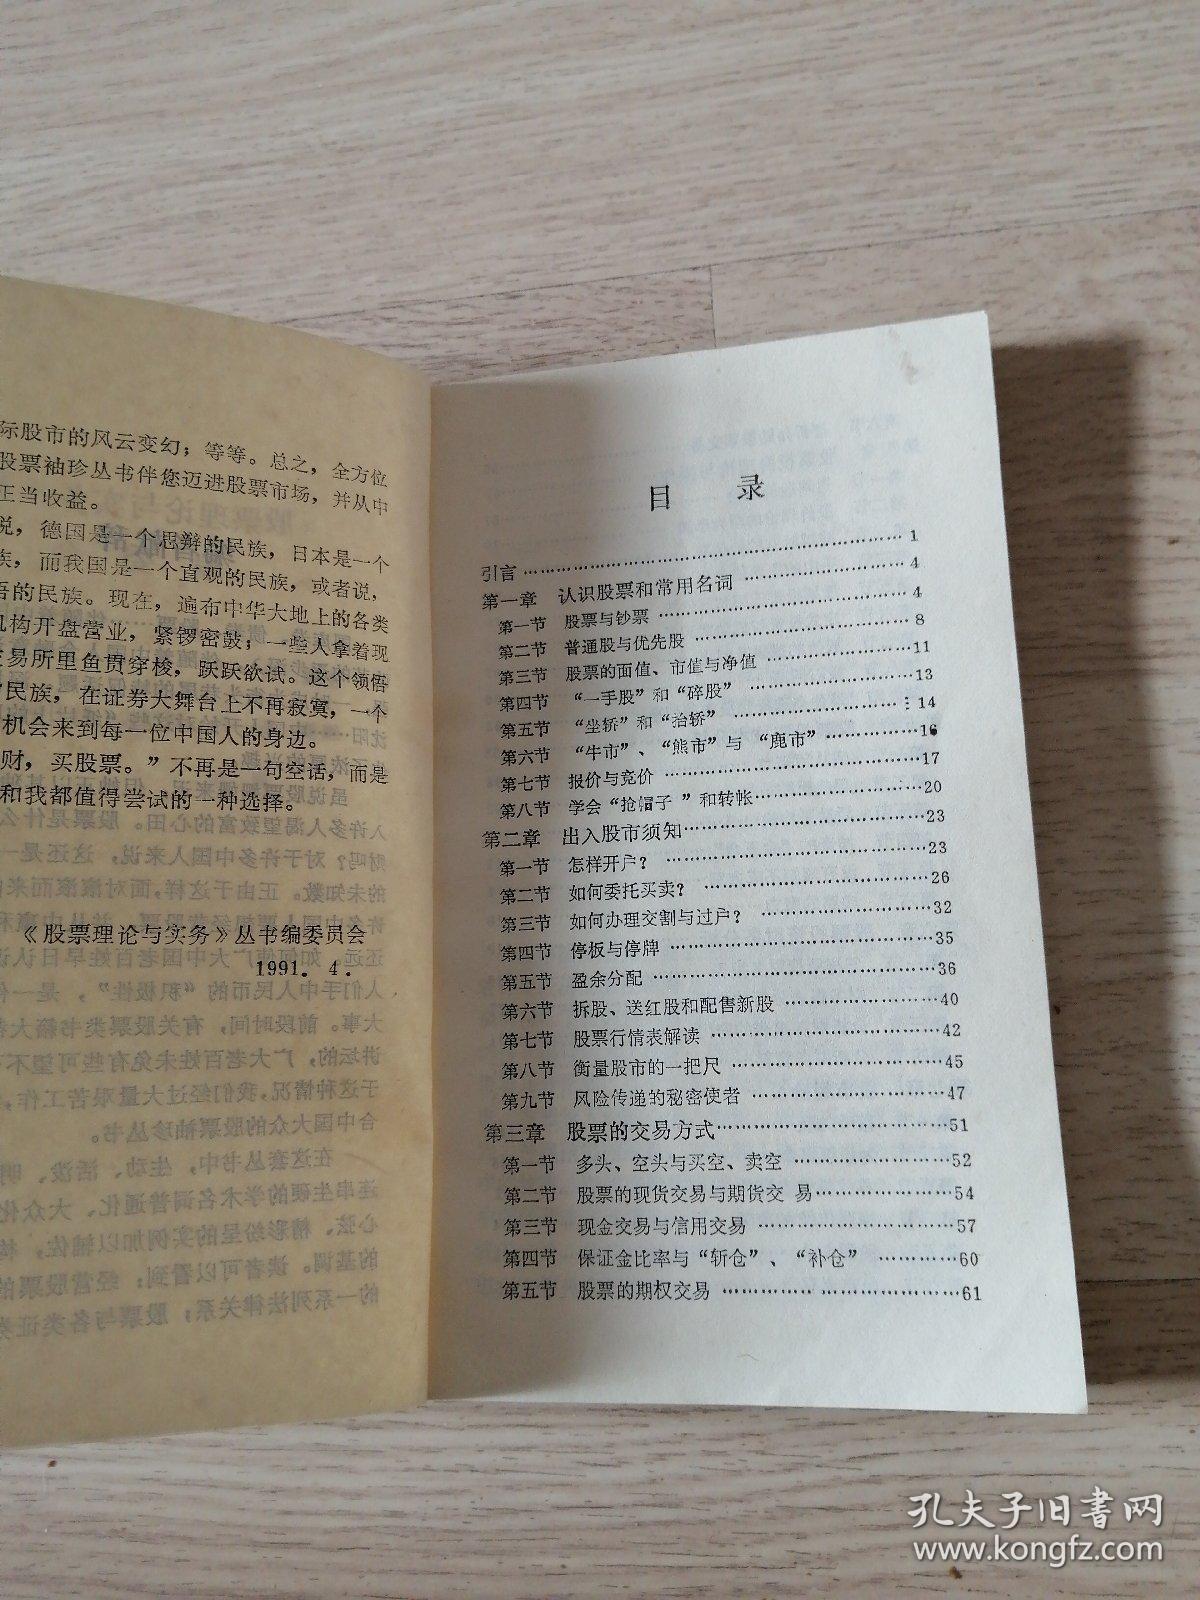 际股市的风云变幻；等等。总之，全方位
股票袖珍丛书伴您迈进股票市场，并从中
正当收益。
说，德国是一个思辩的民族，日本是一个
族，而我国是一个直观的民族，或者说，
悟的民族。现在，遍布中华大地上的各类
机构开盘营业，紧锣密鼓；一些人拿着现
交易所里鱼贯穿梭，跃跃欲试。这个领悟
民族，在证券大舞台上不再寂寞，一个
机会来到每一位中国人的身边。
财，买股票。”不再是一句空话，而是
和我都值得尝试的一种选择。
《股票理论与实务》丛书编委员会
1991．4．
目 录
引言……………………………………1
第一章 认识股票和常用名词……………4
第一节 股票与钞票……………………4
第二节 普通股与优先股………………8
第三节 股票的面值、市值与净值……………11
第四节 “一手股”和“碎股” ……………13
第五节 “坐轿”和“抬轿” ……………14
第六节 “牛市”、“熊市”与 “鹿市”…………16
第七节 报价与竞价……………………17
第八节 学会“抢帽子 ”和转帐……………20
第二章 出入股市须知……………………23
第一节 怎样开户？……………………23
第二节 如何委托买卖？ ………………26
第三节 如何办理交割与过户？ …………32
第四节 停板与停牌……………………35
第五节 盈余分配………………………36
第六节 拆股、送红股和配售新股 …………40
第七节 股票行情表解读………………42
第八节 衡量股市的一把尺 ……………45
第九节 风险传递的秘密使者 ……………47
第三章 股票的交易方式…………………51
第一节 多头、空头与买空、卖空 …………52
第二节 股票的现货交易与期货交 易…………54
第三节 现金交易与信用交易 ……………57
第四节 保证金比率与“斩仓”、“补仓” …………60
第五节 股票的期权交易 ………………61
孔夫子旧书网
www.kongfz.com